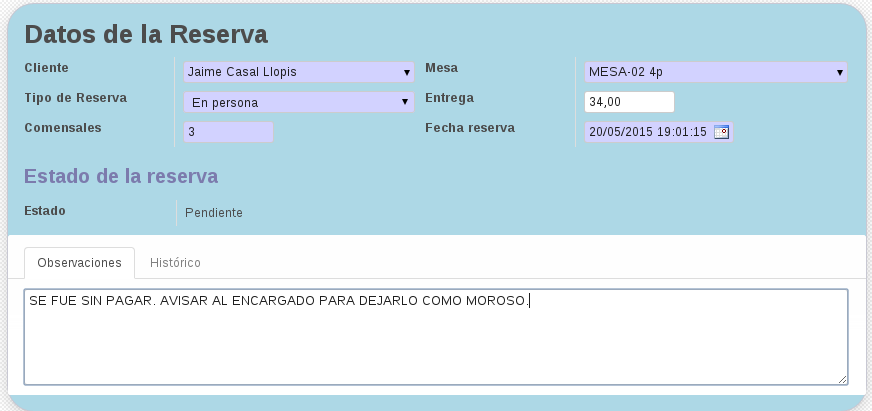 Datos de la Reserva
Cliente Jaime Casal Llopis Mesa MESA-02 4p
Tipo de Reserva En persona Entrega 34,00
Comensales 3 Fecha reserva 20/05/2015 19:01:15
Estado de la reserva
Estado Pendiente
Observaciones Histórico
SE FUE SIN PAGAR. AVISAR AL ENCARGADO PARA DEJARLO COMO MOROSO.